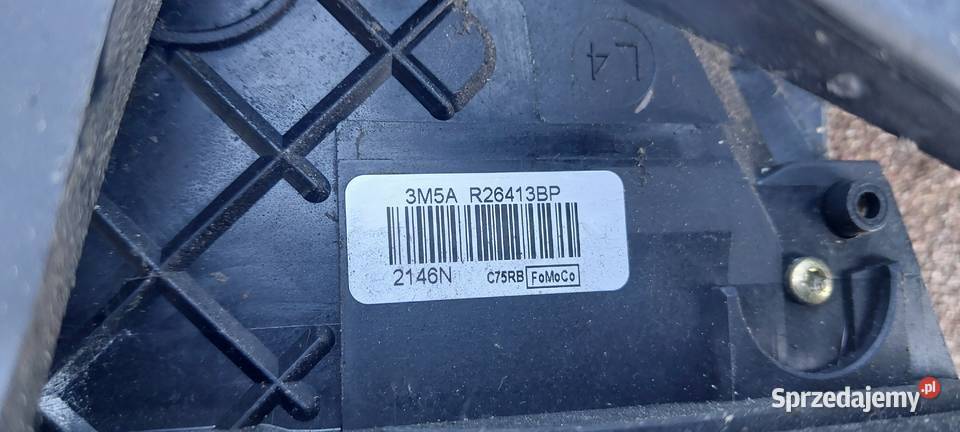 L4
3M5A R26413BP
2146N C75RB FoMoCo
Sprzedajemy.pl